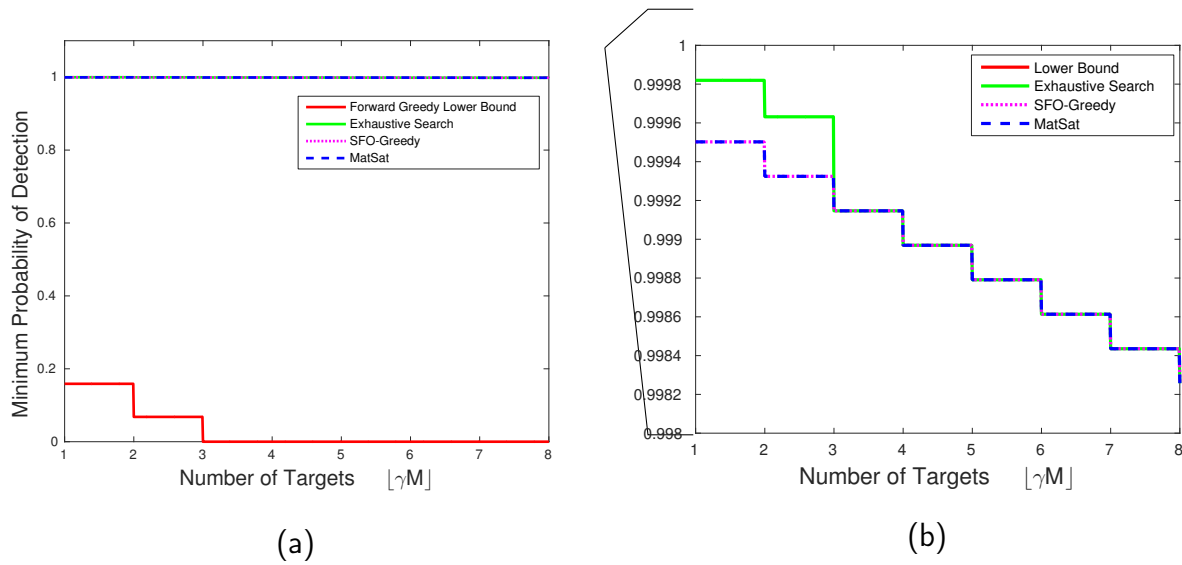 Minimum Probability of Detection
1
0.8
0.6
0.4
0.2
0
1 2 3 4 5 6 7 8
Forward Greedy Lower Bound
Exhaustive Search
SFO-Greedy
MatSat
Number of Targets ⌊γM⌋
(a)
1
0.9998
0.9996
0.9994
0.9992
0.999
0.9988
0.9986
0.9984
0.9982
0.998
1 2 3 4 5 6 7 8
Lower Bound
Exhaustive Search
SFO-Greedy
MatSat
Number of Targets ⌊γM⌋
(b)